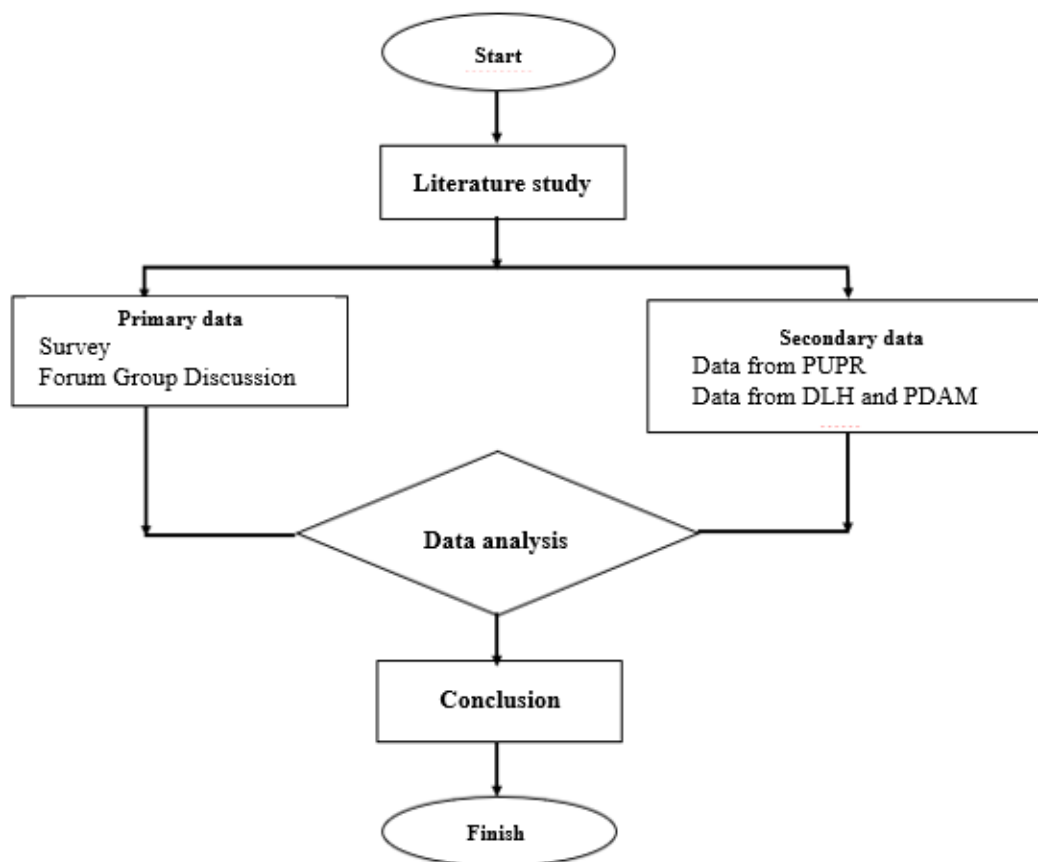 Start
Literature study
Primary data
Survey
Forum Group Discussion
Secondary data
Data from PUPR
Data from DLH and PDAM
Data analysis
Conclusion
Finish